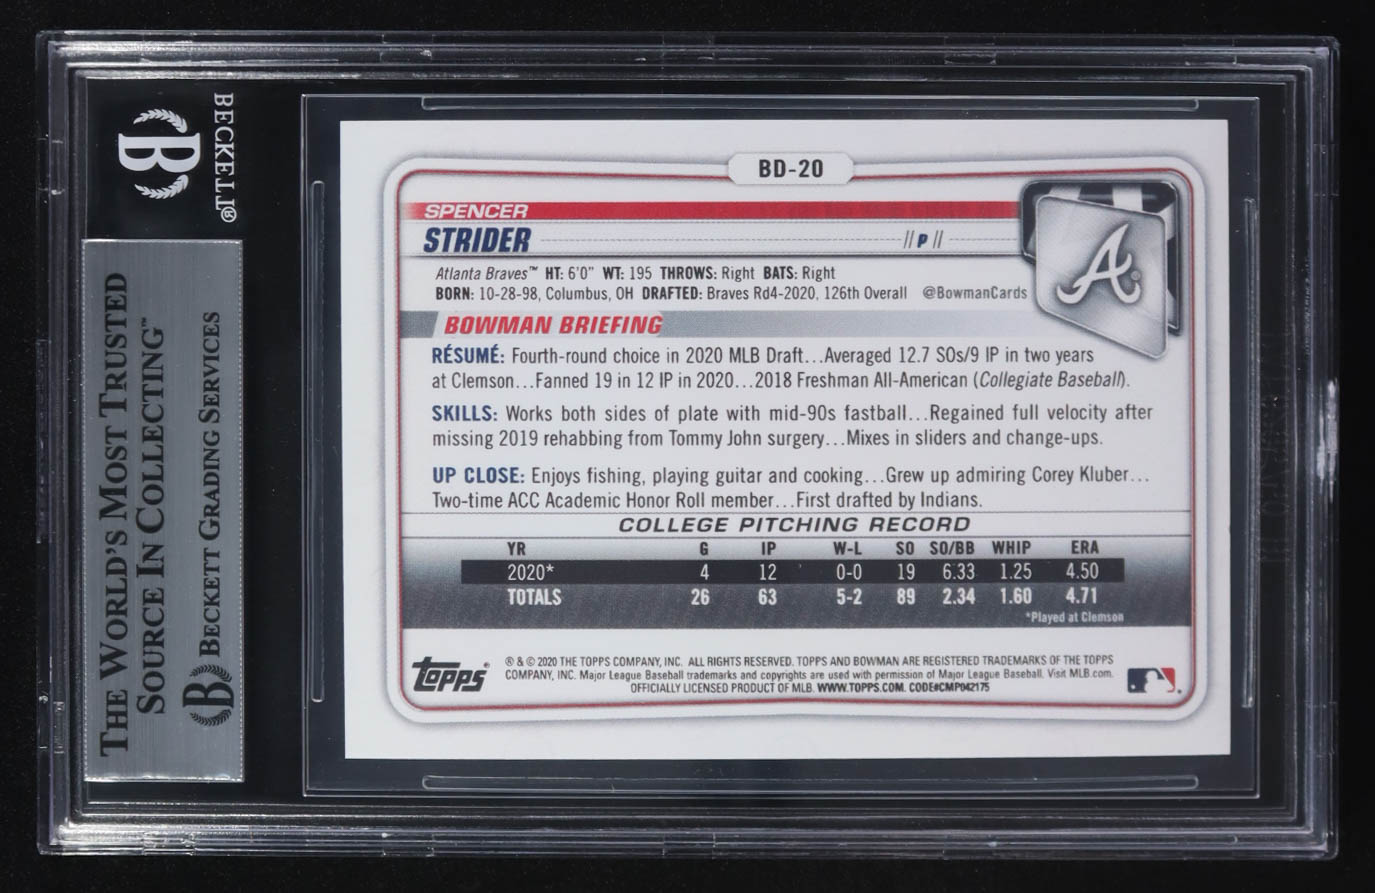 BECKETT®
B
THE WORLD'S MOST TRUSTED
SOURCE IN COLLECTING™
B BECKETT GRADING SERVICES
BD-20
SPENCER
STRIDER // P //
A
Atlanta Braves™ HT: 6'0" WT: 195 THROWS: Right BATS: Right
BORN: 10-28-98, Columbus, OH DRAFTED: Braves Rd4-2020, 126th Overall @BowmanCards
BOWMAN BRIEFING
RÉSUMÉ: Fourth-round choice in 2020 MLB Draft...Averaged 12.7 SOs/9 IP in two years
at Clemson...Fanned 19 in 12 IP in 2020...2018 Freshman All-American (Collegiate Baseball).
SKILLS: Works both sides of plate with mid-90s fastball...Regained full velocity after
missing 2019 rehabbing from Tommy John surgery...Mixes in sliders and change-ups.
UP CLOSE: Enjoys fishing, playing guitar and cooking...Grew up admiring Corey Kluber...
Two-time ACC Academic Honor Roll member...First drafted by Indians.
COLLEGE PITCHING RECORD
YR G IP W-L SO SO/BB WHIP ERA
2020* 4 12 0-0 19 6.33 1.25 4.50
TOTALS 26 63 5-2 89 2.34 1.60 4.71
*Played at Clemson
topps®
® & © 2020 THE TOPPS COMPANY, INC. ALL RIGHTS RESERVED. TOPPS AND BOWMAN ARE REGISTERED TRADEMARKS OF THE TOPPS
COMPANY, INC. Major League Baseball trademarks and copyrights are used with permission of Major League Baseball. Visit MLB.com.
OFFICIALLY LICENSED PRODUCT OF MLB. WWW.TOPPS.COM. CODE#CMP042175